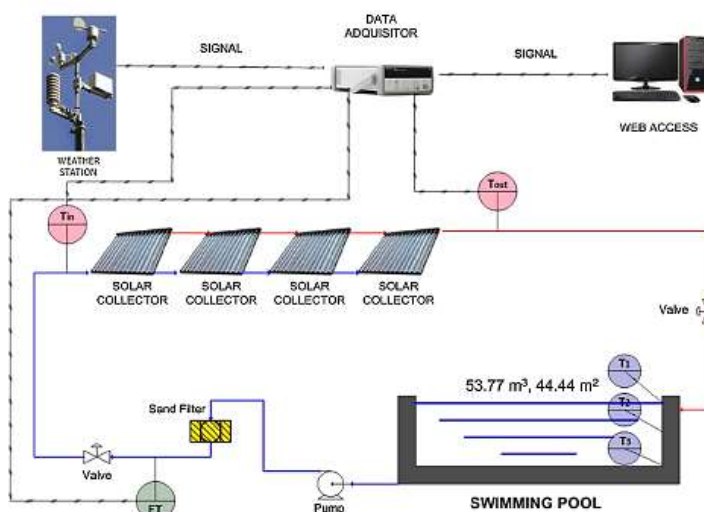 DATA
ADQUISITOR
SIGNAL
SIGNAL
WEATHER
STATION
WEB ACCESS
Tin
Tout
SOLAR
COLLECTOR
SOLAR
COLLECTOR
SOLAR
COLLECTOR
SOLAR
COLLECTOR
Valve
T1
53.77 m³, 44.44 m²
T2
Sand Filter
T3
Valve
FT
Pump
SWIMMING POOL